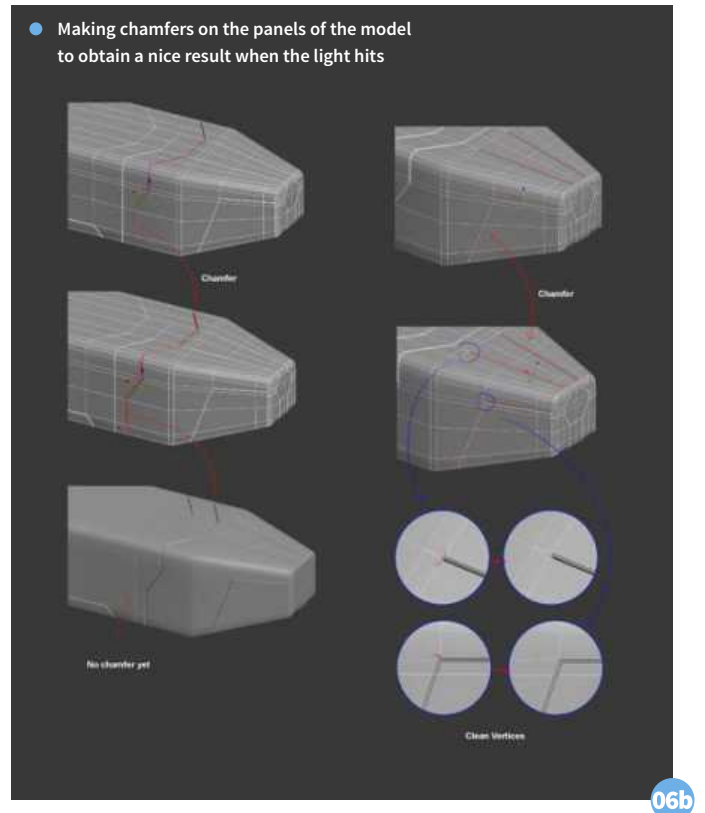 Making chamfers on the panels of the model
to obtain a nice result when the light hits
Chamfer
Chamfer
No chamfer yet
Clean Vertices
06b